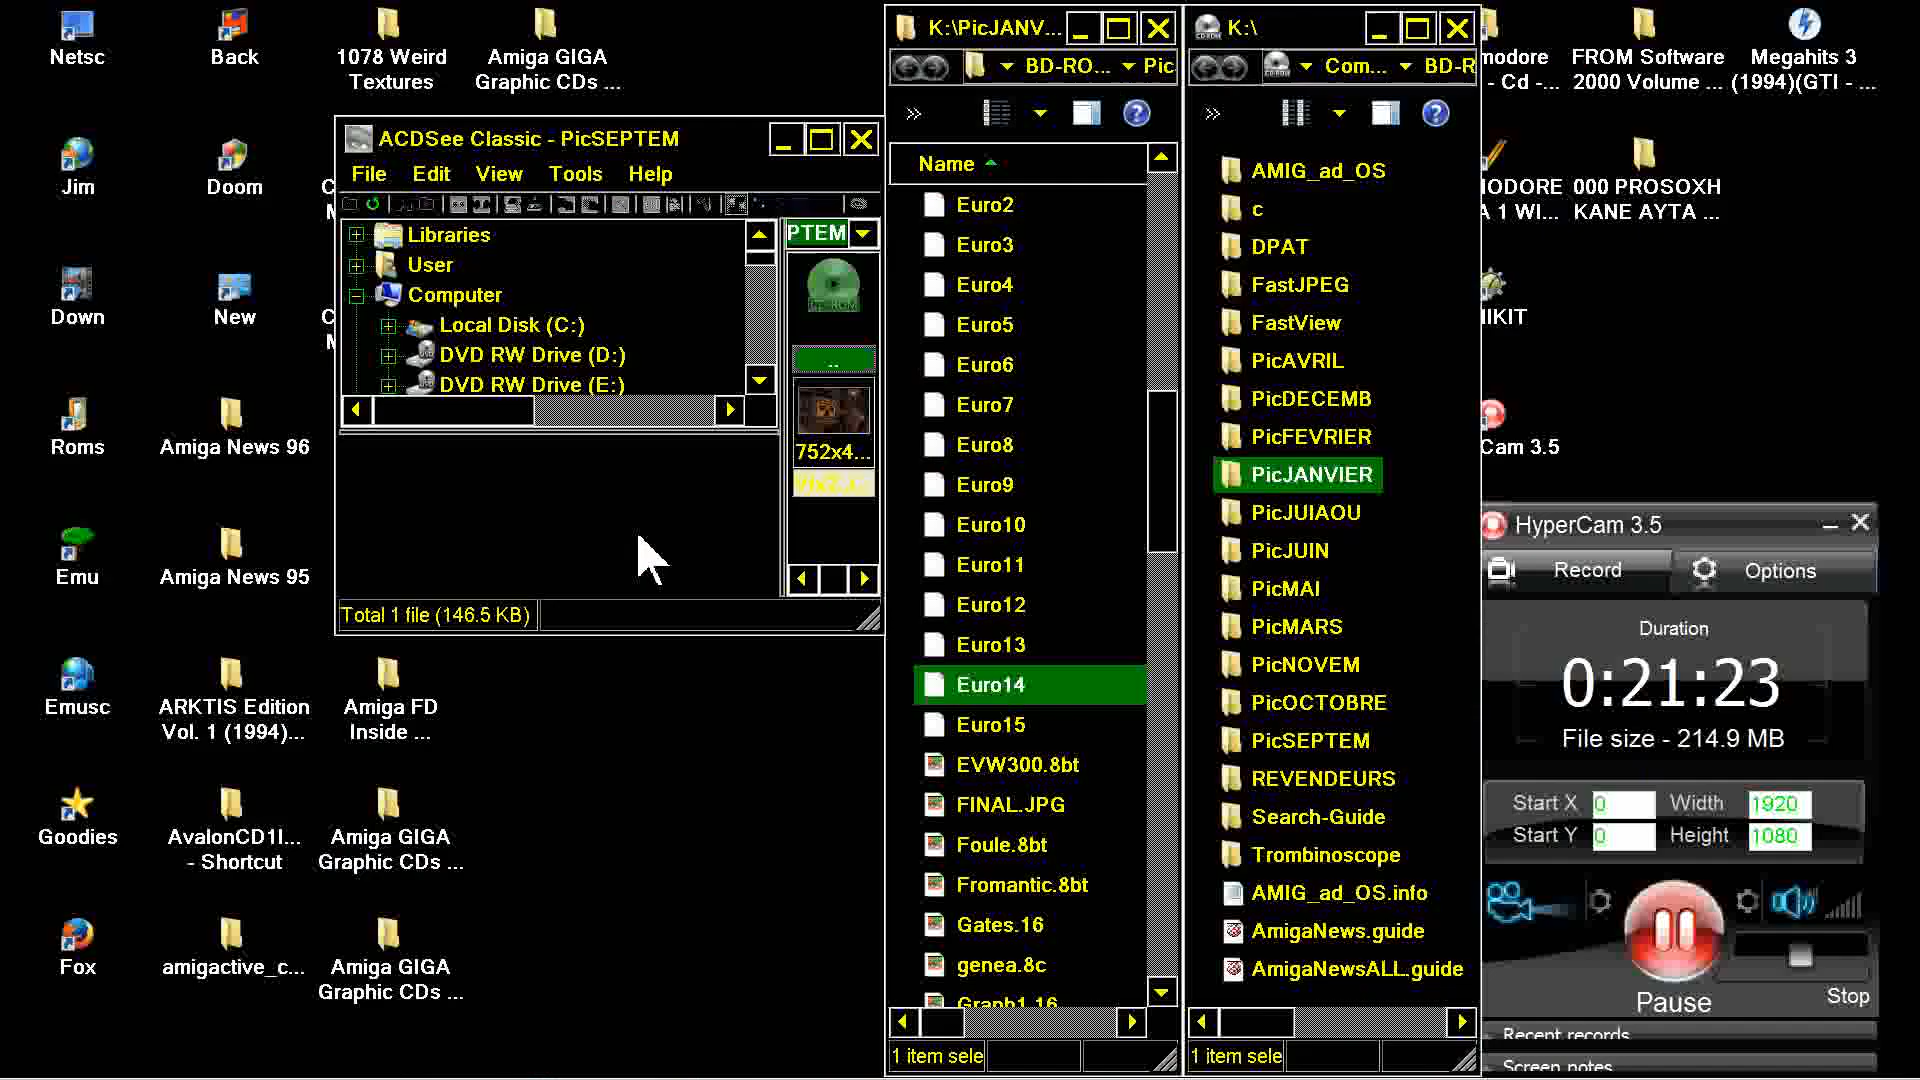 Netsc
Back
1078 Weird
Textures
Amiga GIGA
Graphic CDs ...
Jim
Doom
Down
New
Roms
Amiga News 96
Emu
Amiga News 95
Emusc
ARKTIS Edition
Vol. 1 (1994)...
Amiga FD
Inside ...
Goodies
AvalonCD1I...
- Shortcut
Amiga GIGA
Graphic CDs ...
Fox
amigactive_c...
Amiga GIGA
Graphic CDs ...
ACDSee Classic - PicSEPTEM
File Edit View Tools Help
Libraries
User
Computer
Local Disk (C:)
DVD RW Drive (D:)
DVD RW Drive (E:)
PTEM
..
752x4...
Total 1 file (146.5 KB)
K:\PicJANV...
BD-RO... Pic
Name
Euro2
Euro3
Euro4
Euro5
Euro6
Euro7
Euro8
Euro9
Euro10
Euro11
Euro12
Euro13
Euro14
Euro15
EVW300.8bt
FINAL.JPG
Foule.8bt
Fromantic.8bt
Gates.16
genea.8c
Graph1.16
1 item sele
K:\
Com... BD-R
AMIG_ad_OS
c
DPAT
FastJPEG
FastView
PicAVRIL
PicDECEMB
PicFEVRIER
PicJANVIER
PicJUIAOU
PicJUIN
PicMAI
PicMARS
PicNOVEM
PicOCTOBRE
PicSEPTEM
REVENDEURS
Search-Guide
Trombinoscope
AMIG_ad_OS.info
AmigaNews.guide
AmigaNewsALL.guide
1 item sele
modore
- Cd -...
FROM Software
2000 Volume ...
Megahits 3
(1994)(GTI - ...
ODORE
A 1 WI...
000 PROSOXH
KANE AYTA ...
IKIT
Cam 3.5
HyperCam 3.5
Record
Options
Duration
0:21:23
File size - 214.9 MB
Start X 0 Width 1920
Start Y 0 Height 1080
Pause
Stop
Recent records
Screen notes